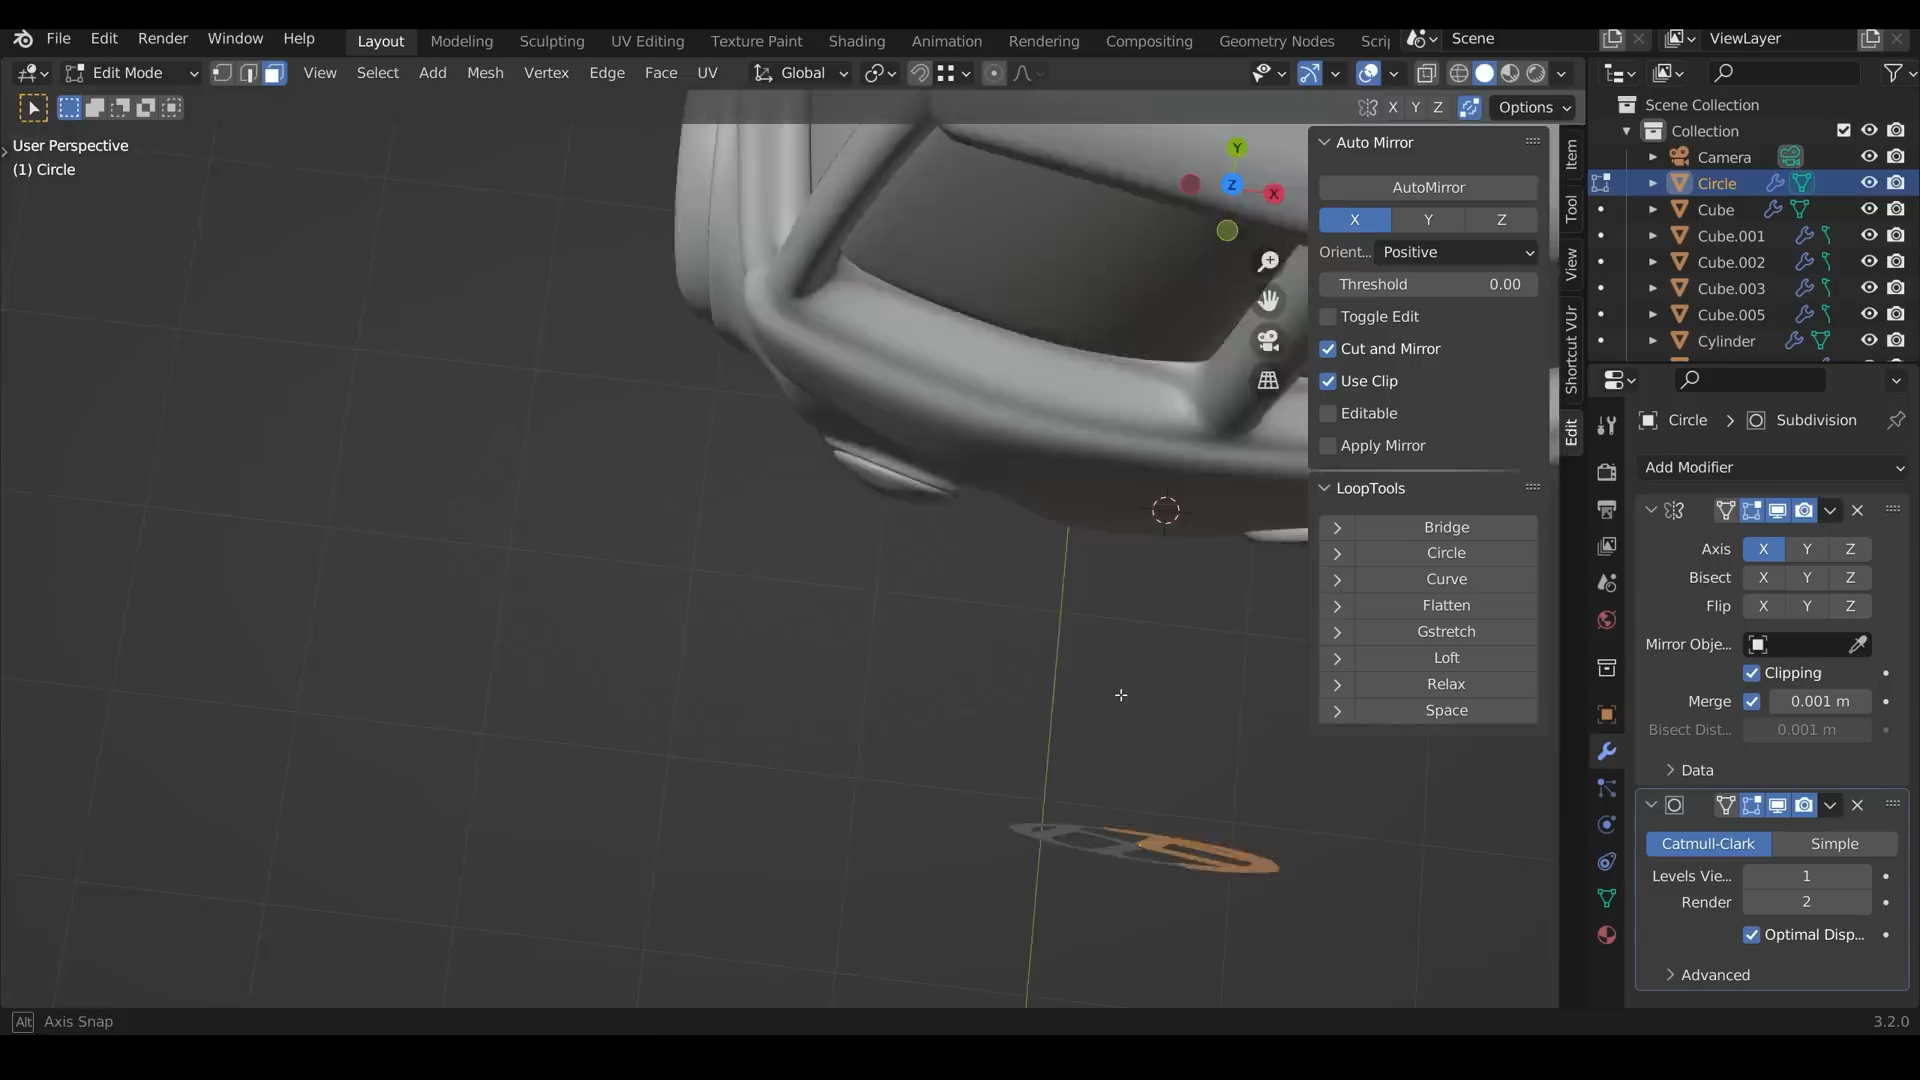 File Edit Render Window Help Layout Modeling Sculpting UV Editing Texture Paint Shading Animation Rendering Compositing Geometry Nodes Scrip Scene ViewLayer
Edit Mode View Select Add Mesh Vertex Edge Face UV Global
X Y Z Options
User Perspective
(1) Circle
Y
Z
X
Auto Mirror
AutoMirror
X Y Z
Orient... Positive
Threshold 0.00
Toggle Edit
Cut and Mirror
Use Clip
Editable
Apply Mirror
LoopTools
Bridge
Circle
Curve
Flatten
Gstretch
Loft
Relax
Space
Item
Tool
View
Shortcut VUr
Edit
Scene Collection
Collection
Camera
Circle
Cube
Cube.001
Cube.002
Cube.003
Cube.005
Cylinder
Circle Subdivision
Add Modifier
Axis X Y Z
Bisect X Y Z
Flip X Y Z
Mirror Obje...
Clipping
Merge 0.001 m
Bisect Dist... 0.001 m
Data
Catmull-Clark Simple
Levels Vie... 1
Render 2
Optimal Disp...
Advanced
Alt Axis Snap
3.2.0